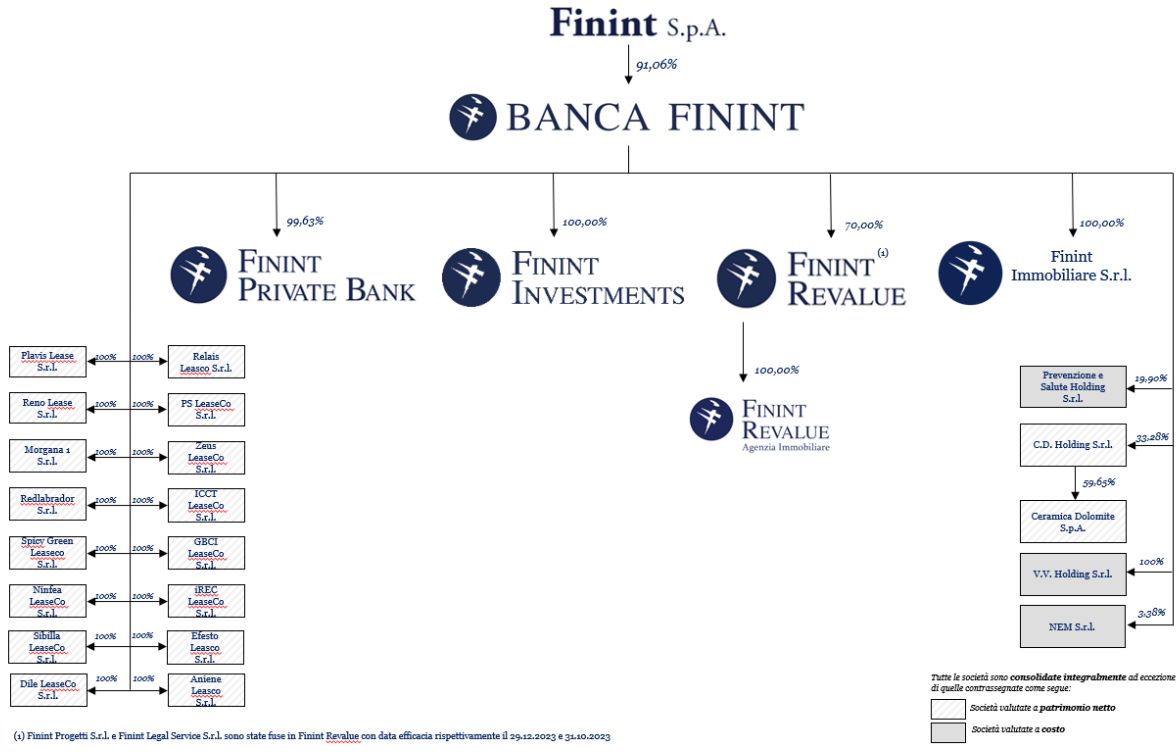 Finint S.p.A.
91,06%
BANCA FININT
99,63%
100,00%
70,00%
100,00%
FININT
PRIVATE BANK
FININT
INVESTMENTS
FININT (1)
REVALUE
Finint
Immobiliare S.r.l.
100,00%
FININT
REVALUE
Agenzia Immobiliare
Plavis Lease
S.r.l.
100%
100%
Relais
Leasco S.r.l.
Reno Lease
S.r.l.
100%
100%
PS LeaseCo
S.r.l.
Morgana 1
S.r.l.
100%
100%
Zeus
LeaseCo
S.r.l.
Redlabrador
S.r.l.
100%
100%
ICCT
LeaseCo
S.r.l.
Spicy Green
Leaseco
S.r.l.
100%
100%
GBCI
LeaseCo
S.r.l.
Ninfea
LeaseCo
S.r.l.
100%
100%
iREC
LeaseCo
S.r.l.
Sibilla
LeaseCo
S.r.l.
100%
100%
Efesto
Leasco
S.r.l.
Dile LeaseCo
S.r.l.
100%
100%
Aniene
Leasco
S.r.l.
Prevenzione e
Salute Holding
S.r.l.
19,90%
C.D. Holding S.r.l.
33,28%
59,65%
Ceramica Dolomite
S.p.A.
V.V. Holding S.r.l.
100%
NEM S.r.l.
3,38%
Tutte le società sono consolidate integralmente ad eccezione
di quelle contrassegnate come segue:
Società valutate a patrimonio netto
Società valutate a costo
(1) Finint Progetti S.r.l. e Finint Legal Service S.r.l. sono state fuse in Finint Revalue con data efficacia rispettivamente il 29.12.2023 e 31.10.2023